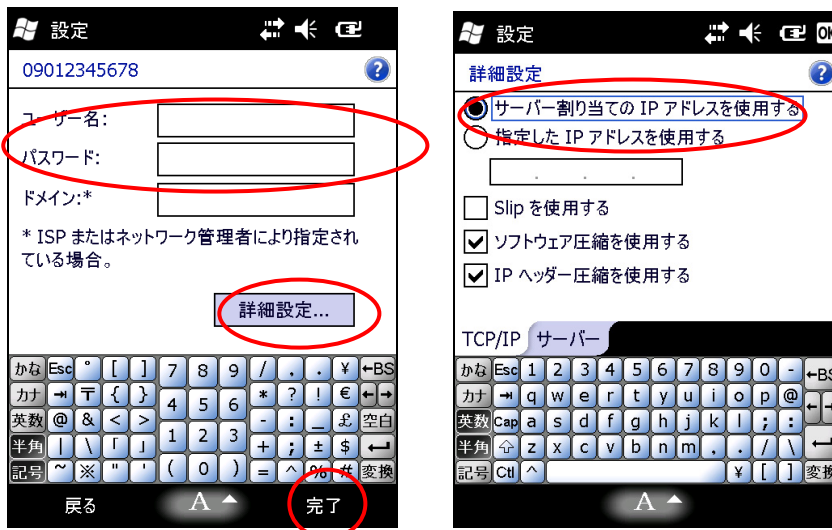 設定
09012345678
ユーザー名:
パスワード:
ドメイン:*
* ISP またはネットワーク管理者により指定され
ている場合。
詳細設定...
かな Esc ° [ ] 7 8 9 / , . ¥ ←BS
カナ →| 〒 { } 4 5 6 * ? ! € ← →
英数 @ & < > - : _ £ 空白
半角 | \ 「 」 1 2 3 + ; ± $ ↵
記号 ~ ※ " ' ( 0 ) = ^ % # 変換
戻る A 完了
設定 OK
詳細設定
サーバー割り当ての IP アドレスを使用する
指定した IP アドレスを使用する
. . .
Slip を使用する
ソフトウェア圧縮を使用する
IP ヘッダー圧縮を使用する
TCP/IP サーバー
かな Esc 1 2 3 4 5 6 7 8 9 0 - ←BS
カナ →| q w e r t y u i o p @ ← →
英数 Cap a s d f g h j k l ; :
半角 z x c v b n m , . / \ ↵
記号 Ctl ^ ¥ [ ] 変換
A